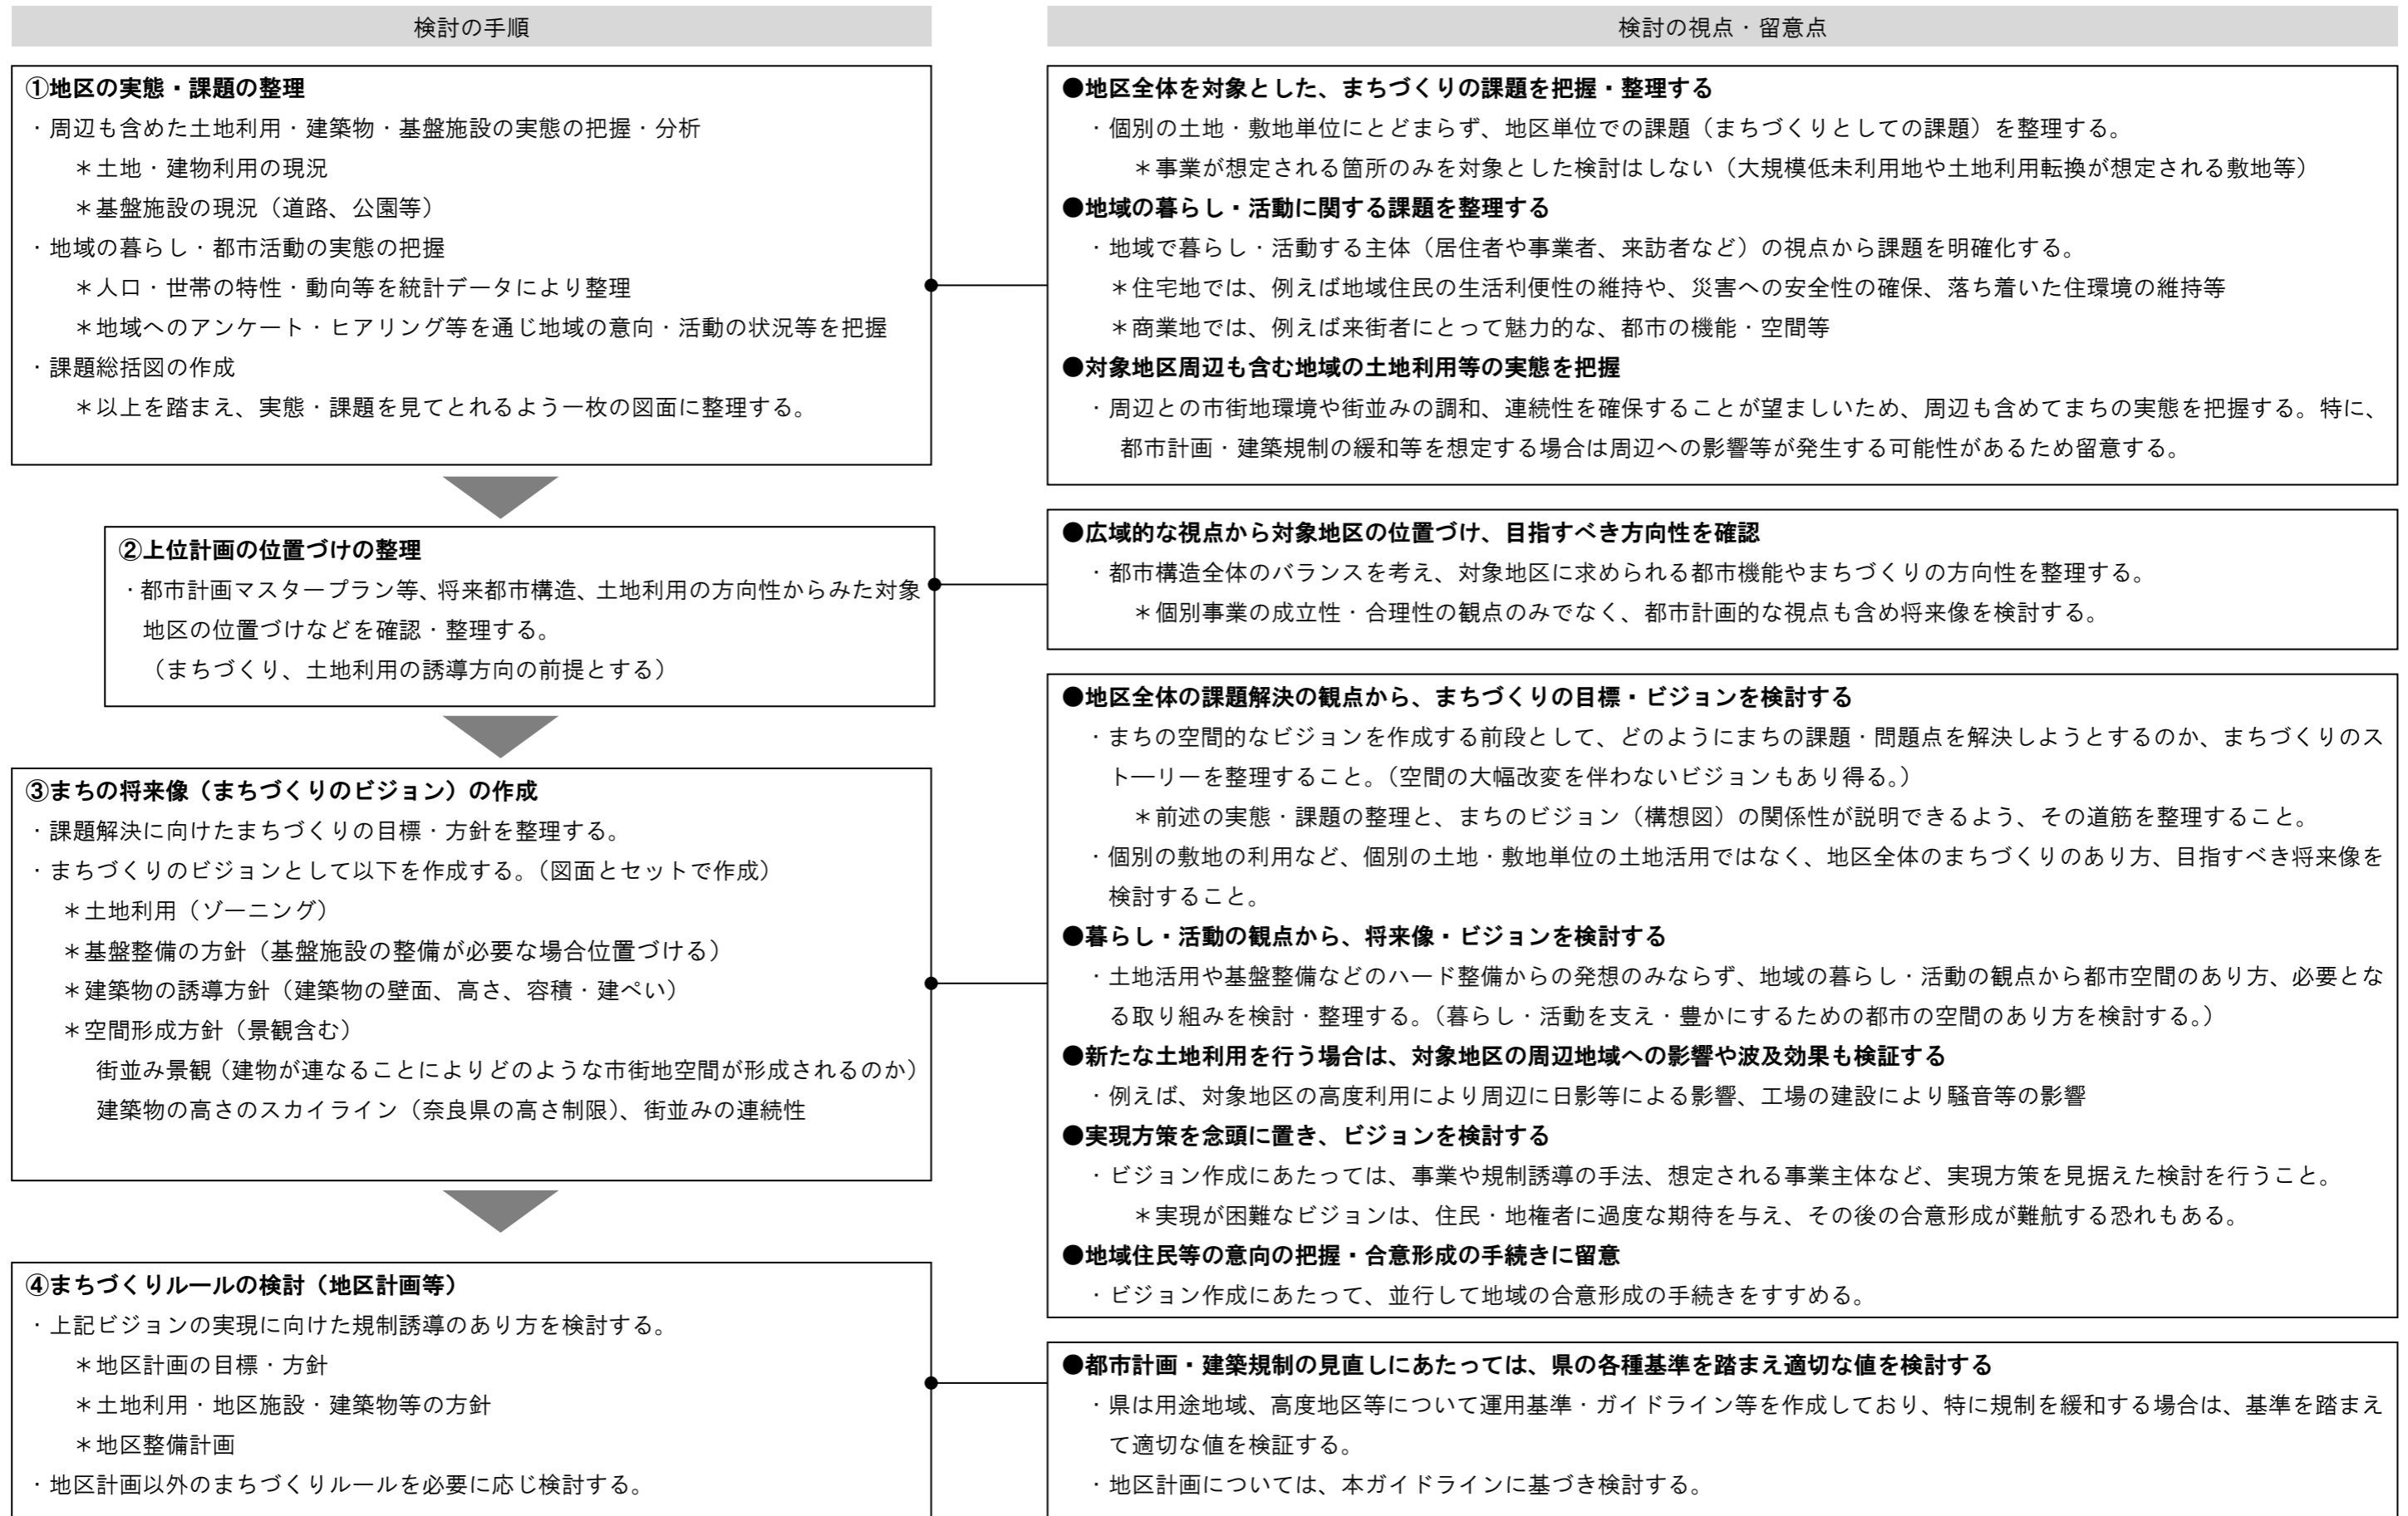 検討の手順
①地区の実態・課題の整理
・周辺も含めた土地利用・建築物・基盤施設の実態の把握・分析
＊土地・建物利用の現況
＊基盤施設の現況（道路、公園等）
・地域の暮らし・都市活動の実態の把握
＊人口・世帯の特性・動向等を統計データにより整理
＊地域へのアンケート・ヒアリング等を通じ地域の意向・活動の状況等を把握
・課題総括図の作成
＊以上を踏まえ、実態・課題を見てとれるよう一枚の図面に整理する。
②上位計画の位置づけの整理
・都市計画マスタープラン等、将来都市構造、土地利用の方向性からみた対象
地区の位置づけなどを確認・整理する。
（まちづくり、土地利用の誘導方向の前提とする）
③まちの将来像（まちづくりのビジョン）の作成
・課題解決に向けたまちづくりの目標・方針を整理する。
・まちづくりのビジョンとして以下を作成する。（図面とセットで作成）
＊土地利用（ゾーニング）
＊基盤整備の方針（基盤施設の整備が必要な場合位置づける）
＊建築物の誘導方針（建築物の壁面、高さ、容積・建ぺい）
＊空間形成方針（景観含む）
街並み景観（建物が連なることによりどのような市街地空間が形成されるのか）
建築物の高さのスカイライン（奈良県の高さ制限）、街並みの連続性
④まちづくりルールの検討（地区計画等）
・上記ビジョンの実現に向けた規制誘導のあり方を検討する。
＊地区計画の目標・方針
＊土地利用・地区施設・建築物等の方針
＊地区整備計画
・地区計画以外のまちづくりルールを必要に応じ検討する。
検討の視点・留意点
●地区全体を対象とした、まちづくりの課題を把握・整理する
・個別の土地・敷地単位にとどまらず、地区単位での課題（まちづくりとしての課題）を整理する。
＊事業が想定される箇所のみを対象とした検討はしない（大規模低未利用地や土地利用転換が想定される敷地等）
●地域の暮らし・活動に関する課題を整理する
・地域で暮らし・活動する主体（居住者や事業者、来訪者など）の視点から課題を明確化する。
＊住宅地では、例えば地域住民の生活利便性の維持や、災害への安全性の確保、落ち着いた住環境の維持等
＊商業地では、例えば来街者にとって魅力的な、都市の機能・空間等
●対象地区周辺も含む地域の土地利用等の実態を把握
・周辺との市街地環境や街並みの調和、連続性を確保することが望ましいため、周辺も含めてまちの実態を把握する。特に、
都市計画・建築規制の緩和等を想定する場合は周辺への影響等が発生する可能性があるため留意する。
●広域的な視点から対象地区の位置づけ、目指すべき方向性を確認
・都市構造全体のバランスを考え、対象地区に求められる都市機能やまちづくりの方向性を整理する。
＊個別事業の成立性・合理性の観点のみでなく、都市計画的な視点も含め将来像を検討する。
●地区全体の課題解決の観点から、まちづくりの目標・ビジョンを検討する
・まちの空間的なビジョンを作成する前段として、どのようにまちの課題・問題点を解決しようとするのか、まちづくりのス
ト―リーを整理すること。（空間の大幅改変を伴わないビジョンもあり得る。）
＊前述の実態・課題の整理と、まちのビジョン（構想図）の関係性が説明できるよう、その道筋を整理すること。
・個別の敷地の利用など、個別の土地・敷地単位の土地活用ではなく、地区全体のまちづくりのあり方、目指すべき将来像を
検討すること。
●暮らし・活動の観点から、将来像・ビジョンを検討する
・土地活用や基盤整備などのハード整備からの発想のみならず、地域の暮らし・活動の観点から都市空間のあり方、必要とな
る取り組みを検討・整理する。（暮らし・活動を支え・豊かにするための都市の空間のあり方を検討する。）
●新たな土地利用を行う場合は、対象地区の周辺地域への影響や波及効果も検証する
・例えば、対象地区の高度利用により周辺に日影等による影響、工場の建設により騒音等の影響
●実現方策を念頭に置き、ビジョンを検討する
・ビジョン作成にあたっては、事業や規制誘導の手法、想定される事業主体など、実現方策を見据えた検討を行うこと。
＊実現が困難なビジョンは、住民・地権者に過度な期待を与え、その後の合意形成が難航する恐れもある。
●地域住民等の意向の把握・合意形成の手続きに留意
・ビジョン作成にあたって、並行して地域の合意形成の手続きをすすめる。
●都市計画・建築規制の見直しにあたっては、県の各種基準を踏まえ適切な値を検討する
・県は用途地域、高度地区等について運用基準・ガイドライン等を作成しており、特に規制を緩和する場合は、基準を踏まえ
て適切な値を検証する。
・地区計画については、本ガイドラインに基づき検討する。